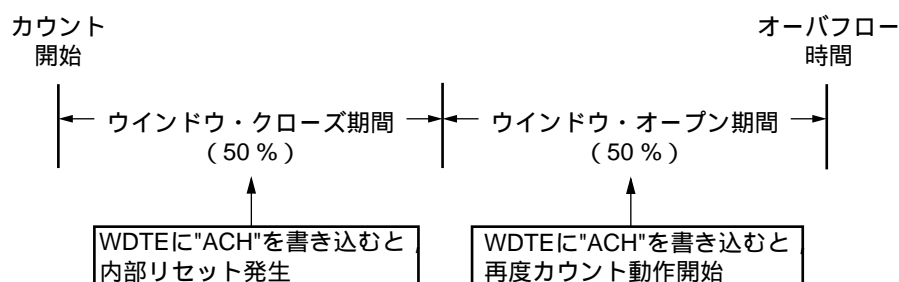 カウント
開始
オーバフロー
時間
ウインドウ・クローズ期間
(50 %)
ウインドウ・オープン期間
(50 %)
WDTEに"ACH"を書き込むと
内部リセット発生
WDTEに"ACH"を書き込むと
再度カウント動作開始